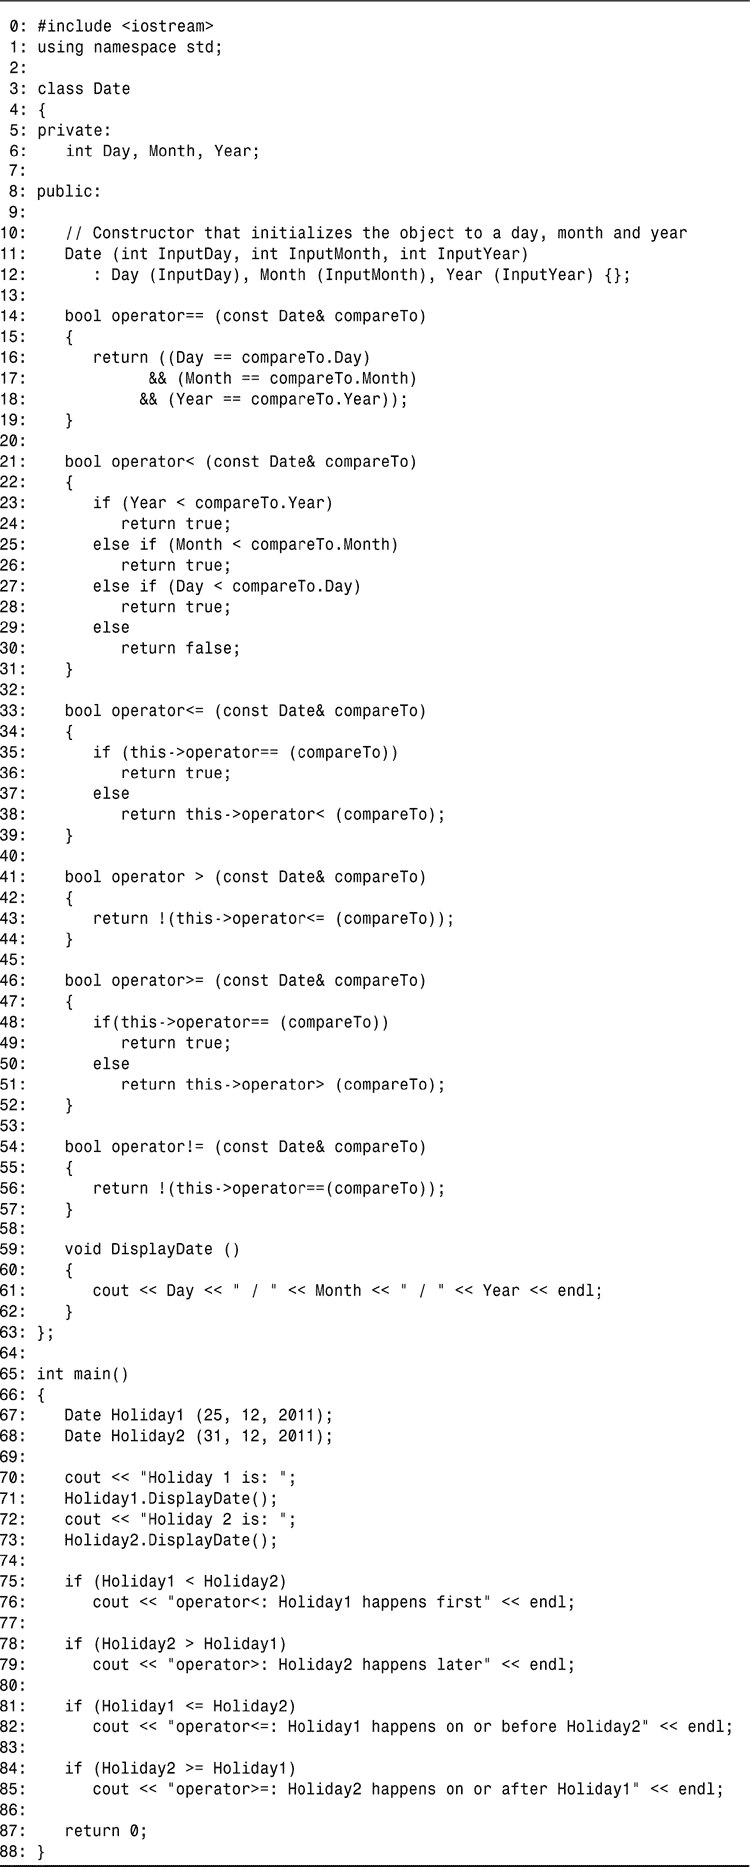 0: #include <iostream>
1: using namespace std;
2:
3: class Date
4: {
5: private:
6:    int Day, Month, Year;
7:
8: public:
9:
10:    // Constructor that initializes the object to a day, month and year
11:    Date (int InputDay, int InputMonth, int InputYear)
12:       : Day (InputDay), Month (InputMonth), Year (InputYear) {};
13:
14:    bool operator== (const Date& compareTo)
15:    {
16:       return ((Day == compareTo.Day)
17:             && (Month == compareTo.Month)
18:            && (Year == compareTo.Year));
19:    }
20:
21:    bool operator< (const Date& compareTo)
22:    {
23:       if (Year < compareTo.Year)
24:          return true;
25:       else if (Month < compareTo.Month)
26:          return true;
27:       else if (Day < compareTo.Day)
28:          return true;
29:       else
30:          return false;
31:    }
32:
33:    bool operator<= (const Date& compareTo)
34:    {
35:       if (this->operator== (compareTo))
36:          return true;
37:       else
38:          return this->operator< (compareTo);
39:    }
40:
41:    bool operator > (const Date& compareTo)
42:    {
43:       return !(this->operator<= (compareTo));
44:    }
45:
46:    bool operator>= (const Date& compareTo)
47:    {
48:       if(this->operator== (compareTo))
49:          return true;
50:       else
51:          return this->operator> (compareTo);
52:    }
53:
54:    bool operator!= (const Date& compareTo)
55:    {
56:       return !(this->operator==(compareTo));
57:    }
58:
59:    void DisplayDate ()
60:    {
61:       cout << Day << " / " << Month << " / " << Year << endl;
62:    }
63: };
64:
65: int main()
66: {
67:    Date Holiday1 (25, 12, 2011);
68:    Date Holiday2 (31, 12, 2011);
69:
70:    cout << "Holiday 1 is: ";
71:    Holiday1.DisplayDate();
72:    cout << "Holiday 2 is: ";
73:    Holiday2.DisplayDate();
74:
75:    if (Holiday1 < Holiday2)
76:       cout << "operator<: Holiday1 happens first" << endl;
77:
78:    if (Holiday2 > Holiday1)
79:       cout << "operator>: Holiday2 happens later" << endl;
80:
81:    if (Holiday1 <= Holiday2)
82:       cout << "operator<=: Holiday1 happens on or before Holiday2" << endl;
83:
84:    if (Holiday2 >= Holiday1)
85:       cout << "operator>=: Holiday2 happens on or after Holiday1" << endl;
86:
87:    return 0;
88: }